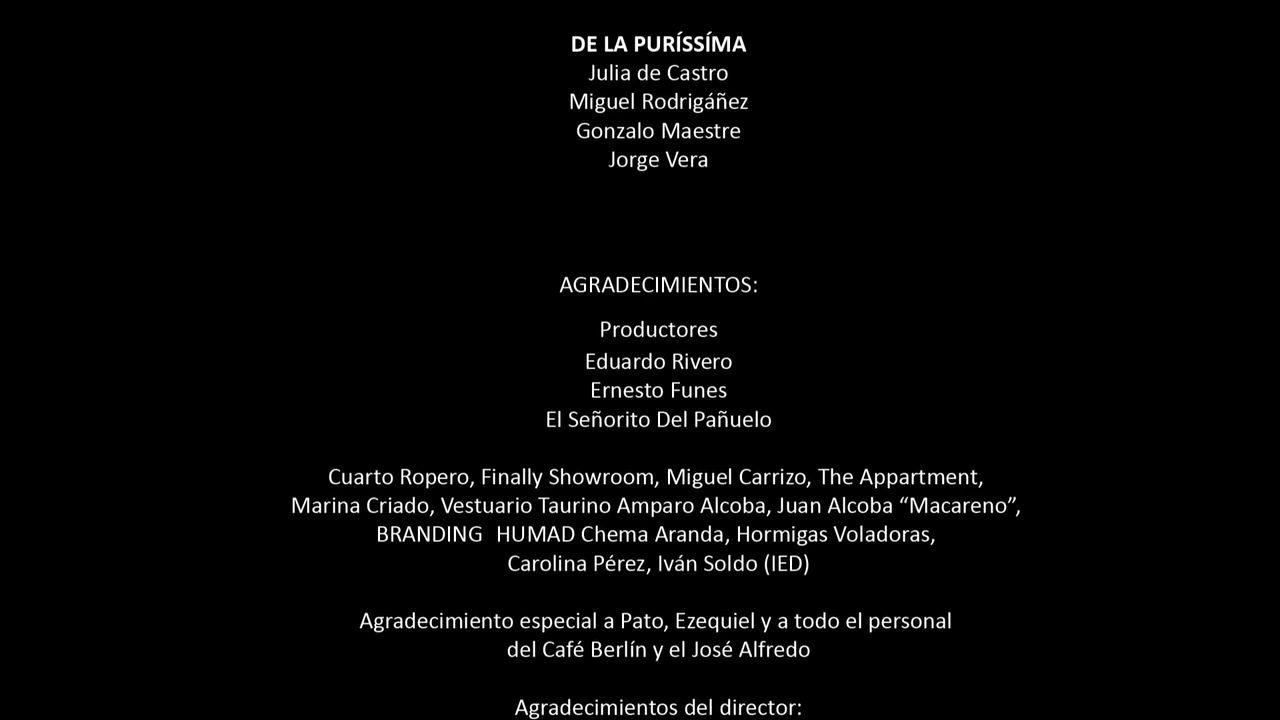 DE LA PURÍSSÍMA
Julia de Castro
Miguel Rodrigáñez
Gonzalo Maestre
Jorge Vera
AGRADECIMIENTOS:
Productores
Eduardo Rivero
Ernesto Funes
El Señorito Del Pañuelo
Cuarto Ropero, Finally Showroom, Miguel Carrizo, The Appartment,
Marina Criado, Vestuario Taurino Amparo Alcoba, Juan Alcoba “Macareno”,
BRANDING HUMAD Chema Aranda, Hormigas Voladoras,
Carolina Pérez, Iván Soldo (IED)
Agradecimiento especial a Pato, Ezequiel y a todo el personal
del Café Berlín y el José Alfredo
Agradecimientos del director: